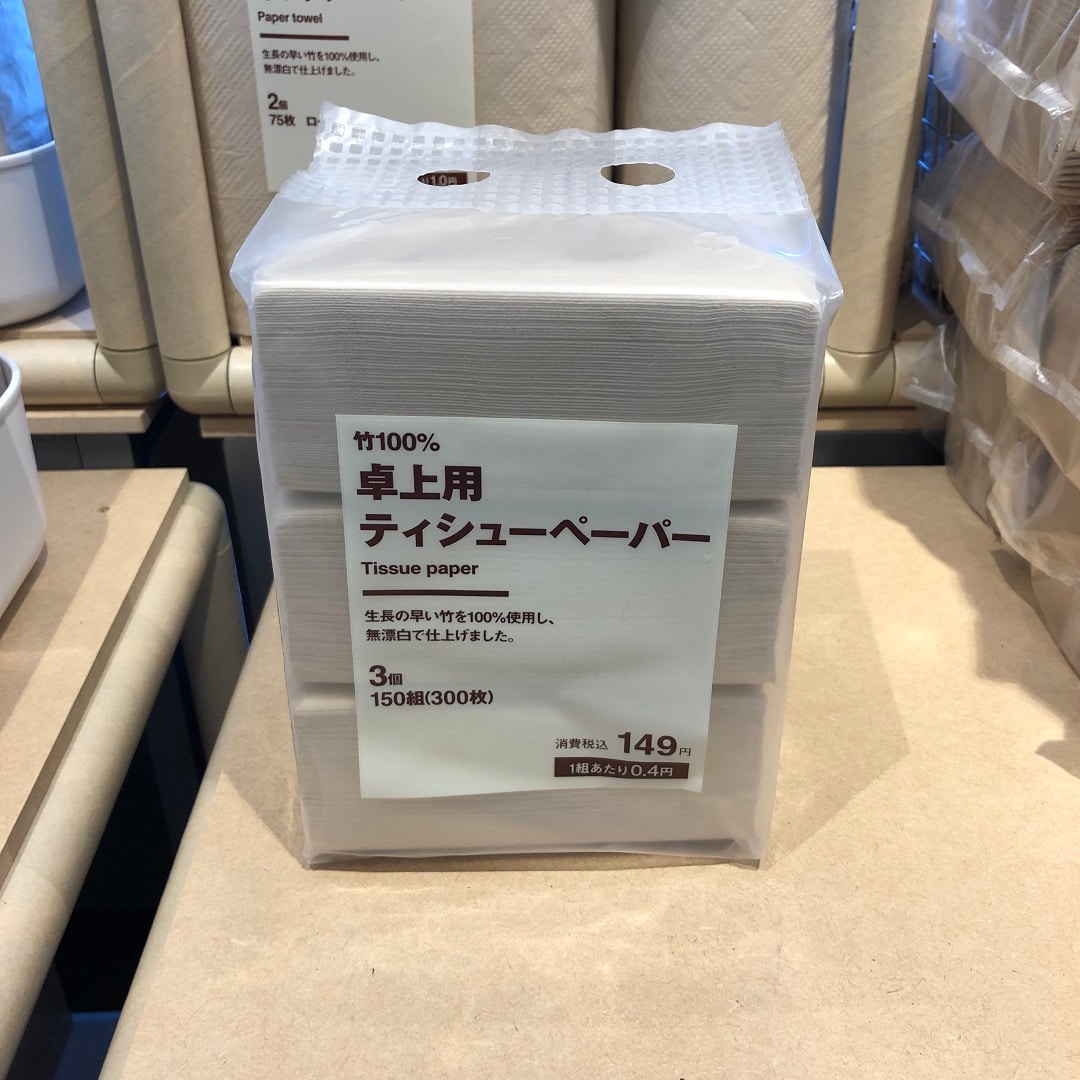 Paper towel
生長の早い竹を100%使用し、
無漂白で仕上げました。
2個
75枚
竹100%
卓上用
ティシューペーパー
Tissue paper
生長の早い竹を100%使用し、
無漂白で仕上げました。
3個
150組(300枚)
消費税込 149円
1組あたり0.4円